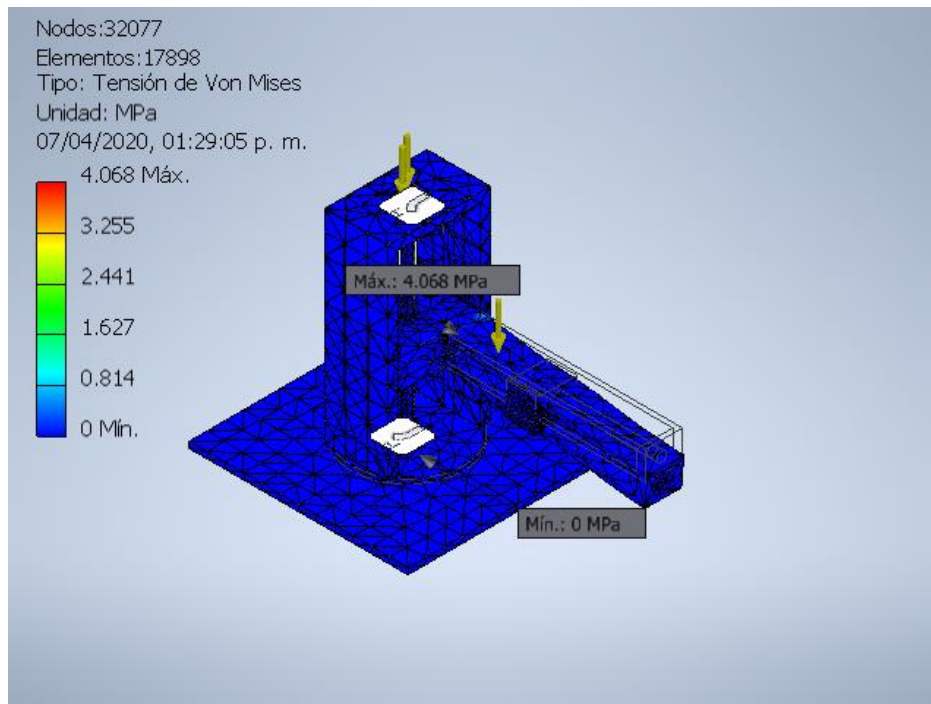 Nodos:32077
Elementos:17898
Tipo: Tensión de Von Mises
Unidad: MPa
07/04/2020, 01:29:05 p. m.
4.068 Máx.
3.255
2.441
1.627
0.814
0 Mín.
Máx.: 4.068 MPa
Mín.: 0 MPa